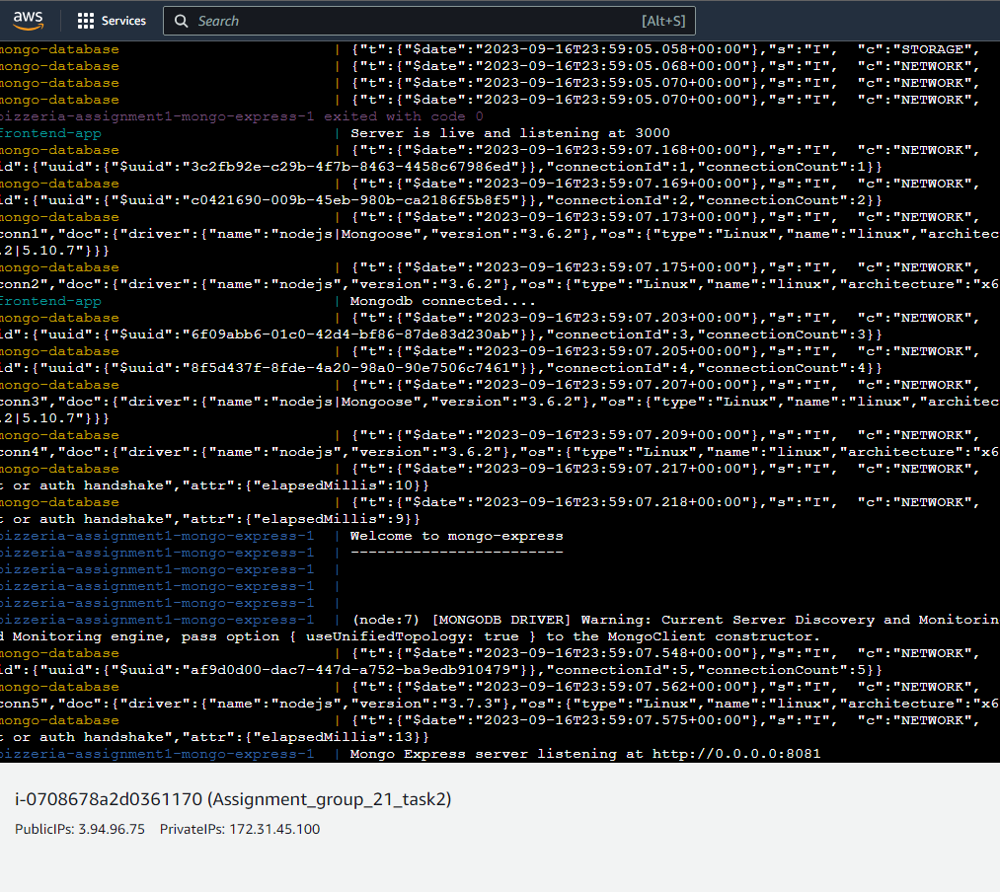 aws
Services
Search
[Alt+S]
mongo-database | {"t":{"$date":"2023-09-16T23:59:05.058+00:00"},"s":"I", "c":"STORAGE",
mongo-database | {"t":{"$date":"2023-09-16T23:59:05.068+00:00"},"s":"I", "c":"NETWORK",
mongo-database | {"t":{"$date":"2023-09-16T23:59:05.070+00:00"},"s":"I", "c":"NETWORK",
mongo-database | {"t":{"$date":"2023-09-16T23:59:05.070+00:00"},"s":"I", "c":"NETWORK",
pizzeria-assignment1-mongo-express-1 exited with code 0
frontend-app | Server is live and listening at 3000
mongo-database | {"t":{"$date":"2023-09-16T23:59:07.168+00:00"},"s":"I", "c":"NETWORK",
id":{"uuid":{"$uuid":"3c2fb92e-c29b-4f7b-8463-4458c67986ed"}},"connectionId":1,"connectionCount":1}}
mongo-database | {"t":{"$date":"2023-09-16T23:59:07.169+00:00"},"s":"I", "c":"NETWORK",
id":{"uuid":{"$uuid":"c0421690-009b-45eb-980b-ca2186f5b8f5"}},"connectionId":2,"connectionCount":2}}
mongo-database | {"t":{"$date":"2023-09-16T23:59:07.173+00:00"},"s":"I", "c":"NETWORK",
conn1","doc":{"driver":{"name":"nodejs|Mongoose","version":"3.6.2"},"os":{"type":"Linux","name":"linux","architec
.2|5.10.7"}}}
mongo-database | {"t":{"$date":"2023-09-16T23:59:07.175+00:00"},"s":"I", "c":"NETWORK",
conn2","doc":{"driver":{"name":"nodejs","version":"3.6.2"},"os":{"type":"Linux","name":"linux","architecture":"x6
frontend-app | Mongodb connected....
mongo-database | {"t":{"$date":"2023-09-16T23:59:07.203+00:00"},"s":"I", "c":"NETWORK",
id":{"uuid":{"$uuid":"6f09abb6-01c0-42d4-bf86-87de83d230ab"}},"connectionId":3,"connectionCount":3}}
mongo-database | {"t":{"$date":"2023-09-16T23:59:07.205+00:00"},"s":"I", "c":"NETWORK",
id":{"uuid":{"$uuid":"8f5d437f-8fde-4a20-98a0-90e7506c7461"}},"connectionId":4,"connectionCount":4}}
mongo-database | {"t":{"$date":"2023-09-16T23:59:07.207+00:00"},"s":"I", "c":"NETWORK",
conn3","doc":{"driver":{"name":"nodejs|Mongoose","version":"3.6.2"},"os":{"type":"Linux","name":"linux","architec
.2|5.10.7"}}}
mongo-database | {"t":{"$date":"2023-09-16T23:59:07.209+00:00"},"s":"I", "c":"NETWORK",
conn4","doc":{"driver":{"name":"nodejs","version":"3.6.2"},"os":{"type":"Linux","name":"linux","architecture":"x6
mongo-database | {"t":{"$date":"2023-09-16T23:59:07.217+00:00"},"s":"I", "c":"NETWORK",
t or auth handshake","attr":{"elapsedMillis":10}}
mongo-database | {"t":{"$date":"2023-09-16T23:59:07.218+00:00"},"s":"I", "c":"NETWORK",
t or auth handshake","attr":{"elapsedMillis":9}}
pizzeria-assignment1-mongo-express-1 | Welcome to mongo-express
pizzeria-assignment1-mongo-express-1 | ------------------------
pizzeria-assignment1-mongo-express-1 |
pizzeria-assignment1-mongo-express-1 |
pizzeria-assignment1-mongo-express-1 |
pizzeria-assignment1-mongo-express-1 | (node:7) [MONGODB DRIVER] Warning: Current Server Discovery and Monitorin
d Monitoring engine, pass option { useUnifiedTopology: true } to the MongoClient constructor.
mongo-database | {"t":{"$date":"2023-09-16T23:59:07.548+00:00"},"s":"I", "c":"NETWORK",
id":{"uuid":{"$uuid":"af9d0d00-dac7-447d-a752-ba9edb910479"}},"connectionId":5,"connectionCount":5}}
mongo-database | {"t":{"$date":"2023-09-16T23:59:07.562+00:00"},"s":"I", "c":"NETWORK",
conn5","doc":{"driver":{"name":"nodejs","version":"3.7.3"},"os":{"type":"Linux","name":"linux","architecture":"x6
mongo-database | {"t":{"$date":"2023-09-16T23:59:07.575+00:00"},"s":"I", "c":"NETWORK",
t or auth handshake","attr":{"elapsedMillis":13}}
pizzeria-assignment1-mongo-express-1 | Mongo Express server listening at http://0.0.0.0:8081
i-0708678a2d0361170 (Assignment_group_21_task2)
PublicIPs: 3.94.96.75 PrivateIPs: 172.31.45.100